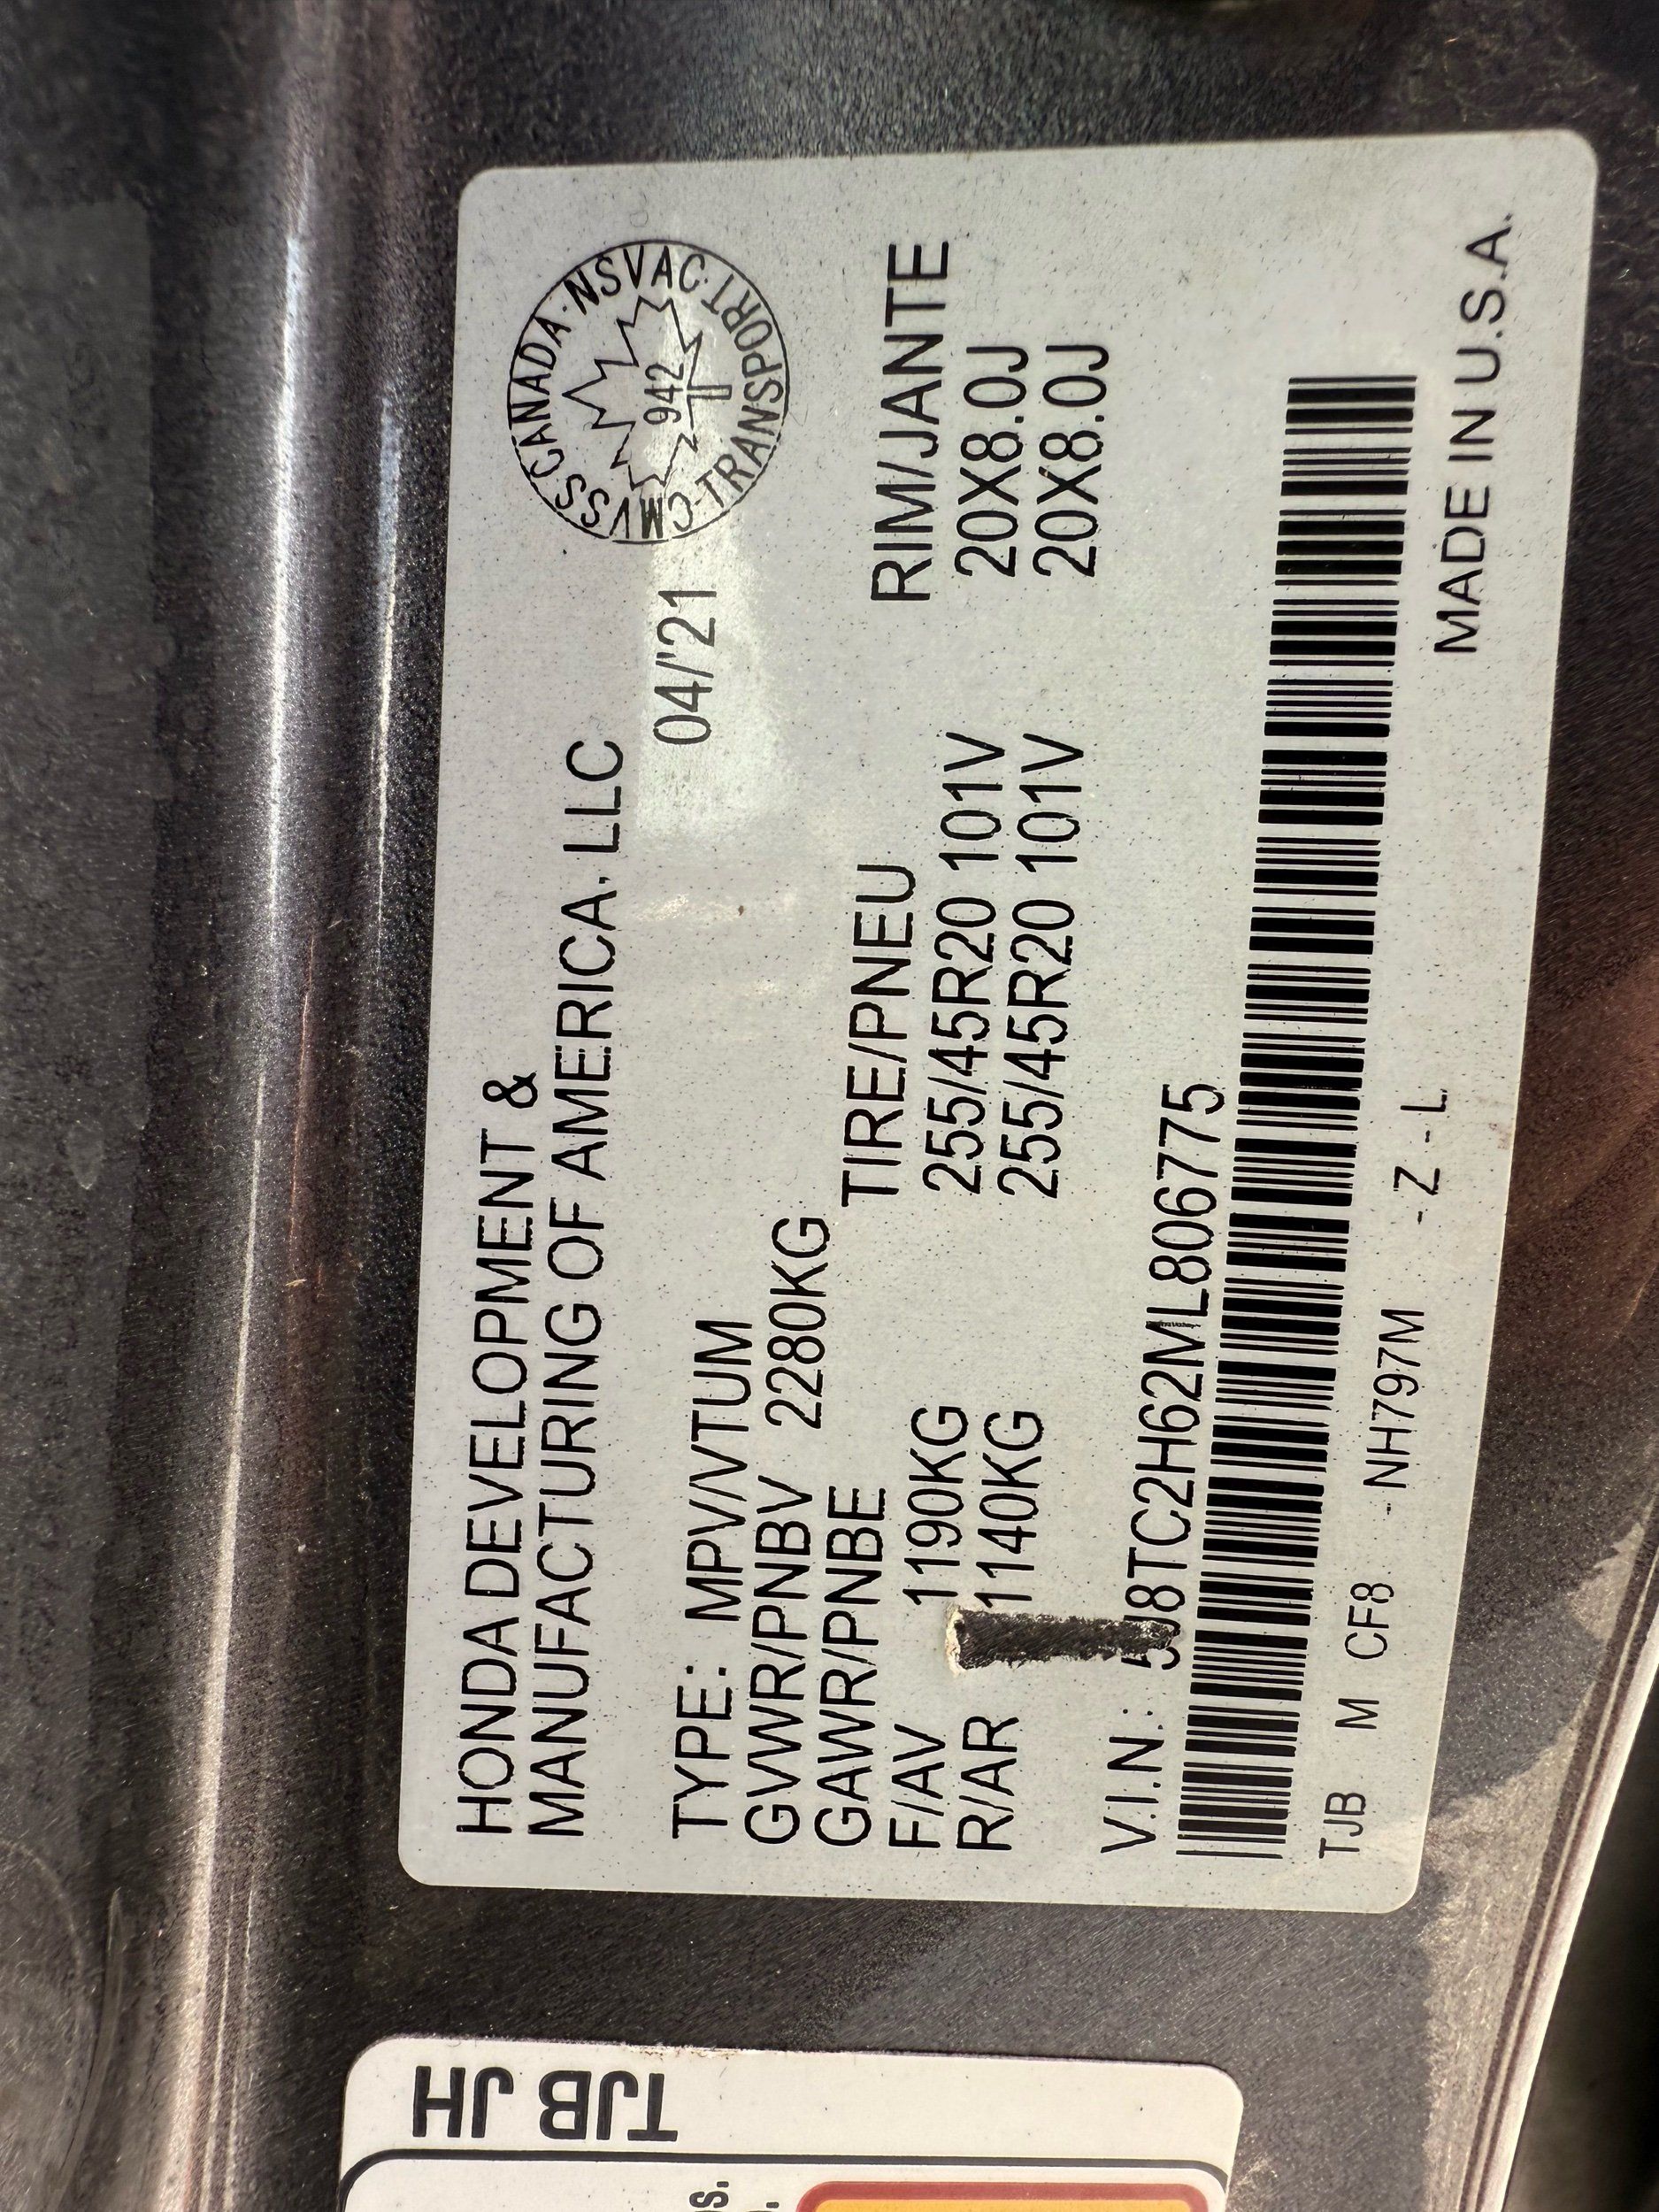 HONDA DEVELOPMENT &
MANUFACTURING OF AMERICA, LLC
04/'21
CANADA · NSVAC · TRANSPORT · CMVSS
942
TYPE: MPV/VTUM
GVWR/PNBV 2280KG
GAWR/PNBE TIRE/PNEU RIM/JANTE
F/AV 1190KG 255/45R20 101V 20X8.0J
R/AR 1140KG 255/45R20 101V 20X8.0J
V.I.N.: 5J8TC2H62ML806775
TJB M CF8 - NH797M - Z - L
MADE IN U.S.A.
TJB JH